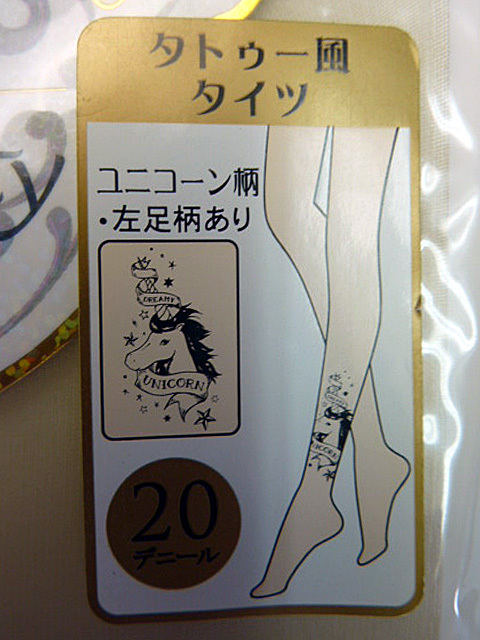 タトゥー風
タイツ
ユニコーン柄
・左足柄あり
DREAMY
UNICORN
20
デニール